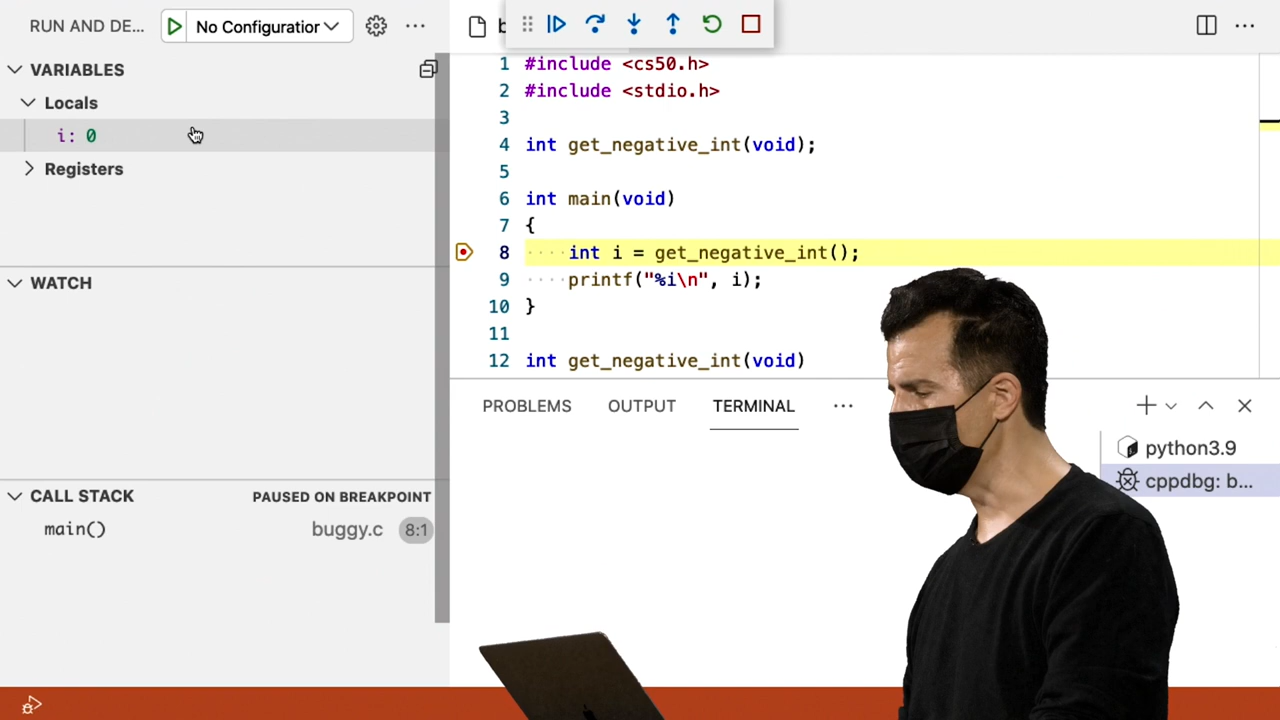 RUN AND DE...
No Configuration
VARIABLES
Locals
i: 0
Registers
WATCH
CALL STACK
PAUSED ON BREAKPOINT
main()
buggy.c
8:1
b
1 #include <cs50.h>
2 #include <stdio.h>
3
4 int get_negative_int(void);
5
6 int main(void)
7 {
8 ····int i = get_negative_int();
9 ····printf("%i\n", i);
10 }
11
12 int get_negative_int(void)
PROBLEMS
OUTPUT
TERMINAL
python3.9
cppdbg: b...